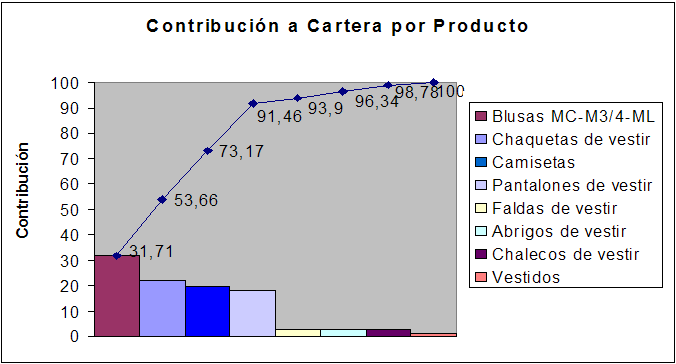 Contribución a Cartera por Producto
Contribución
100
90
80
70
60
50
40
30
20
10
0
31,71
53,66
73,17
91,46
93,9
96,34
98,78
100
Blusas MC-M3/4-ML
Chaquetas de vestir
Camisetas
Pantalones de vestir
Faldas de vestir
Abrigos de vestir
Chalecos de vestir
Vestidos